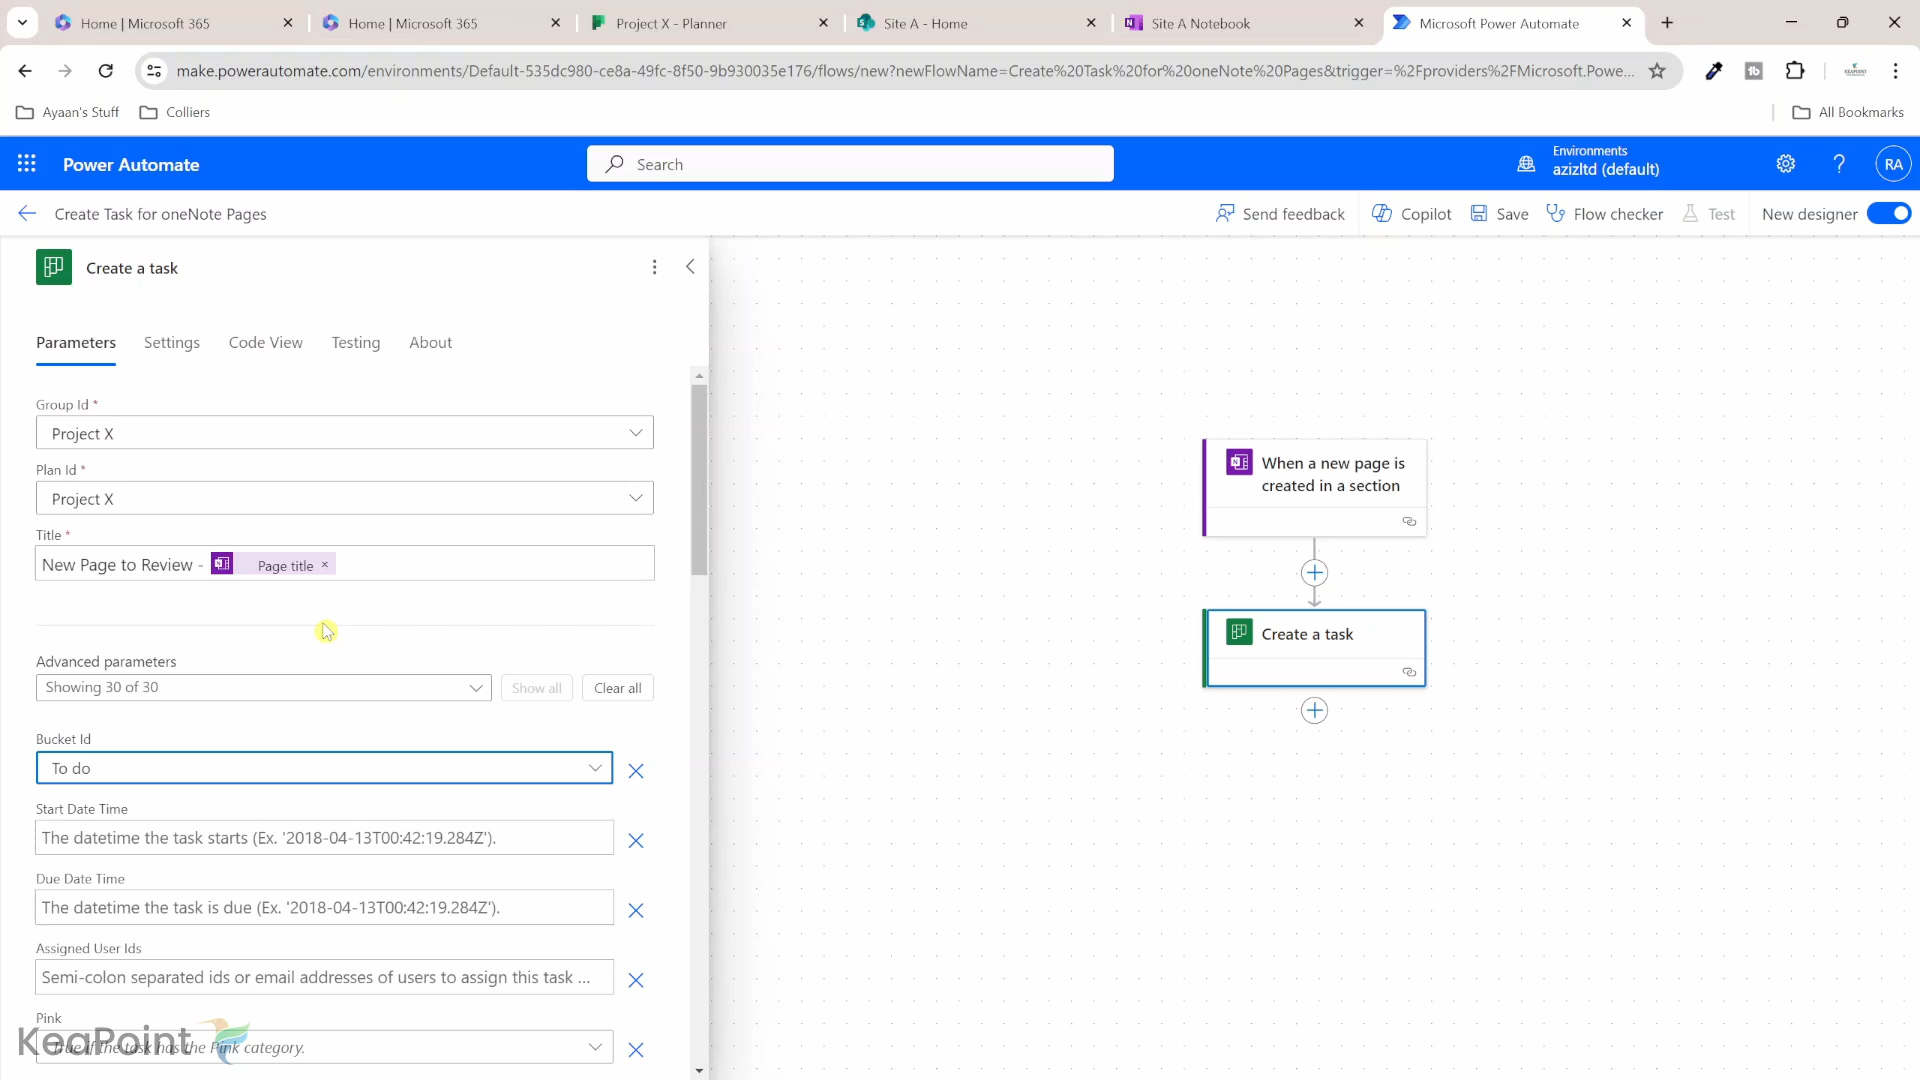 Home | Microsoft 365
Home | Microsoft 365
Project X - Planner
Site A - Home
Site A Notebook
Microsoft Power Automate
make.powerautomate.com/environments/Default-535dc980-ce8a-49fc-8f50-9b930035e176/flows/new?newFlowName=Create%20Task%20for%20oneNote%20Pages&trigger=%2Fproviders%2FMicrosoft.Powe...
Ayaan's Stuff
Colliers
All Bookmarks
Power Automate
Search
Environments
azizltd (default)
RA
Create Task for oneNote Pages
Send feedback
Copilot
Save
Flow checker
Test
New designer
Create a task
Parameters
Settings
Code View
Testing
About
Group Id *
Project X
Plan Id *
Project X
Title *
New Page to Review - Page title ×
Advanced parameters
Showing 30 of 30
Show all
Clear all
Bucket Id
To do
Start Date Time
The datetime the task starts (Ex. '2018-04-13T00:42:19.284Z').
Due Date Time
The datetime the task is due (Ex. '2018-04-13T00:42:19.284Z').
Assigned User Ids
Semi-colon separated ids or email addresses of users to assign this task ...
Pink
True if the task has the Pink category.
KeaPoint
When a new page is
created in a section
Create a task